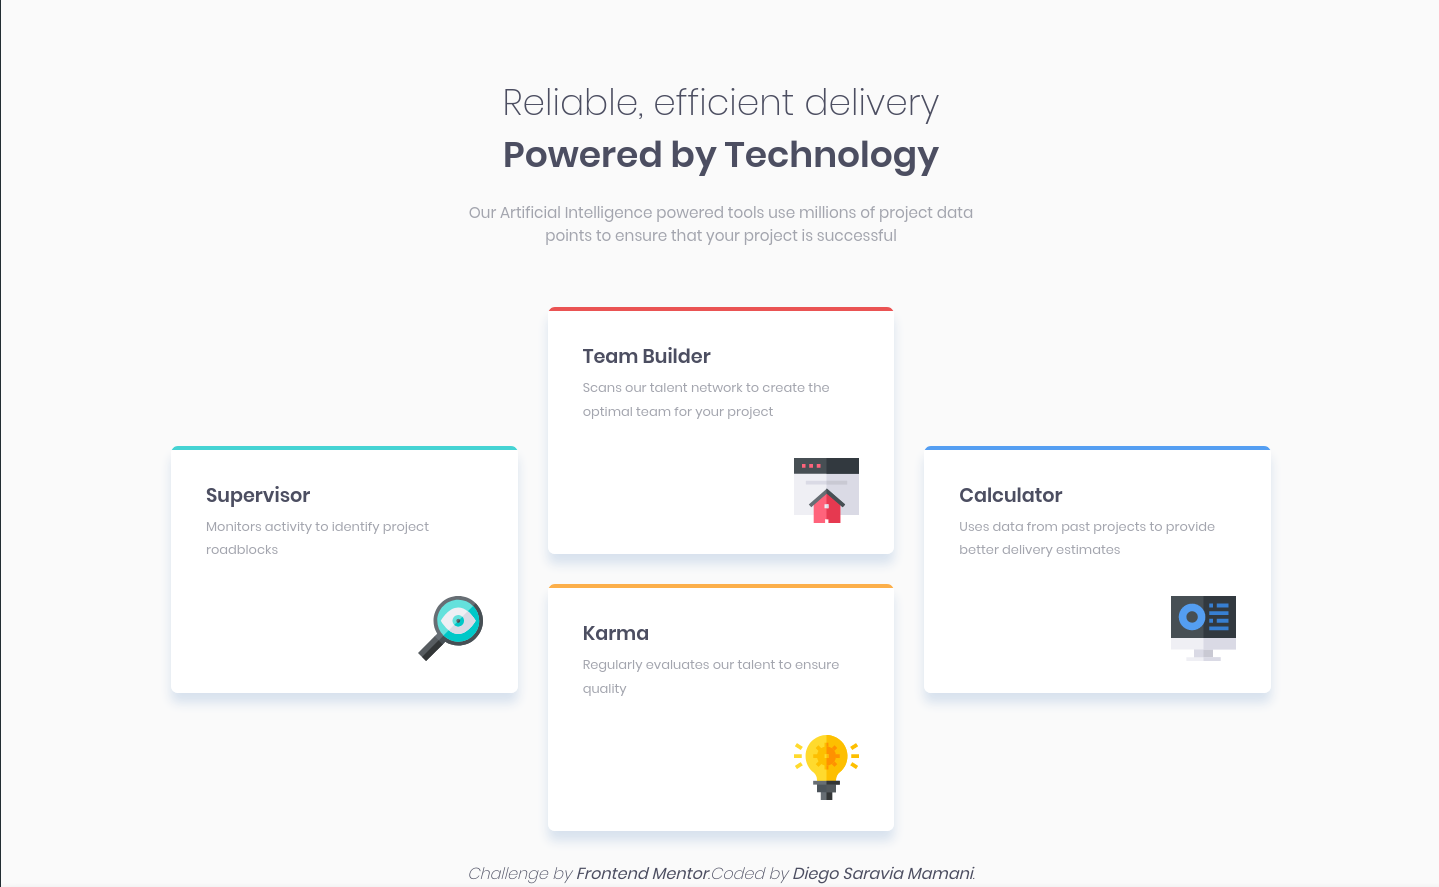 Reliable, efficient delivery
Powered by Technology
Our Artificial Intelligence powered tools use millions of project data
points to ensure that your project is successful
Team Builder
Scans our talent network to create the
optimal team for your project
Supervisor
Monitors activity to identify project
roadblocks
Calculator
Uses data from past projects to provide
better delivery estimates
Karma
Regularly evaluates our talent to ensure
quality
Challenge by Frontend Mentor.Coded by Diego Saravia Mamani.